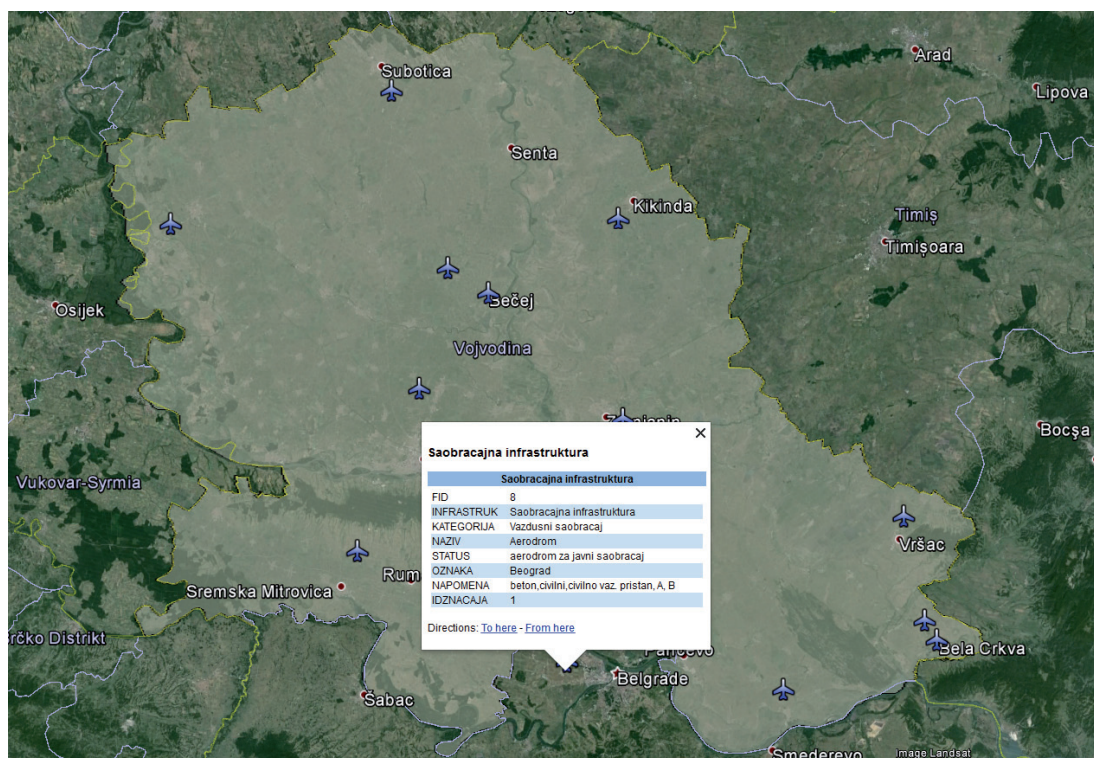 Subotica
Arad
Lipova
Senta
Kikinda
Timiș
Timișoara
Osijek
Bečej
Vojvodina
Bocșa
Vukovar-Syrmia
Saobracajna infrastruktura
Saobracajna infrastruktura
FID 8
INFRASTRUK Saobracajna infrastruktura
KATEGORIJA Vazdusni saobracaj
NAZIV Aerodrom
STATUS aerodrom za javni saobracaj
OZNAKA Beograd
NAPOMENA beton,civilni,civilno vaz. pristan, A, B
IDZNACAJA 1
Directions: To here - From here
Vršac
Rum
Sremska Mitrovica
rčko Distrikt
Bela Crkva
Belgrade
Šabac
Smederevo
Image Landsat